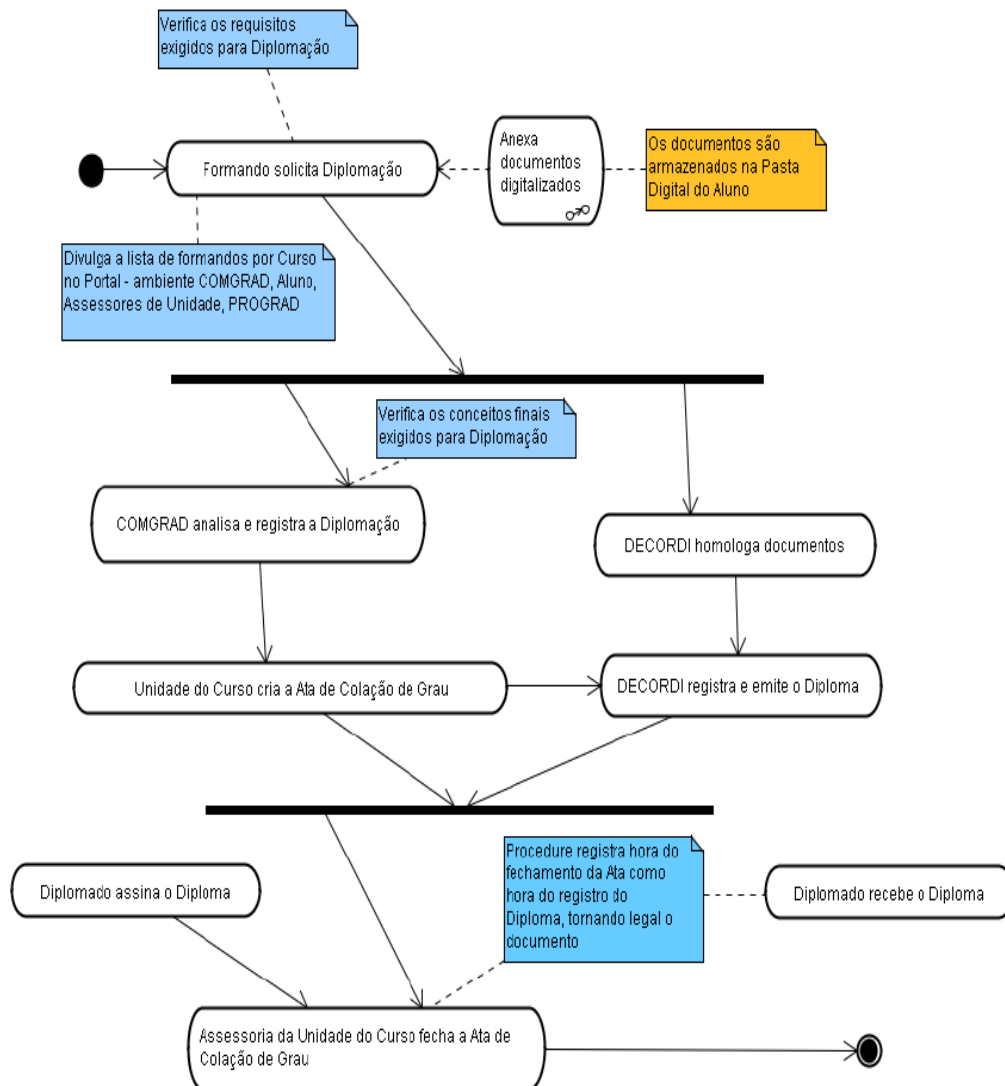 Verifica os requisitos
exigidos para Diplomação
Formando solicita Diplomação
Anexa
documentos
digitalizados
Os documentos são
armazenados na Pasta
Digital do Aluno
Divulga a lista de formandos por Curso
no Portal - ambiente COMGRAD, Aluno,
Assessores de Unidade, PROGRAD
Verifica os conceitos finais
exigidos para Diplomação
COMGRAD analisa e registra a Diplomação
DECORDI homologa documentos
Unidade do Curso cria a Ata de Colação de Grau
DECORDI registra e emite o Diploma
Procedure registra hora do
fechamento da Ata como
hora do registro do
Diploma, tornando legal o
documento
Diplomado assina o Diploma
Diplomado recebe o Diploma
Assessoria da Unidade do Curso fecha a Ata de
Colação de Grau